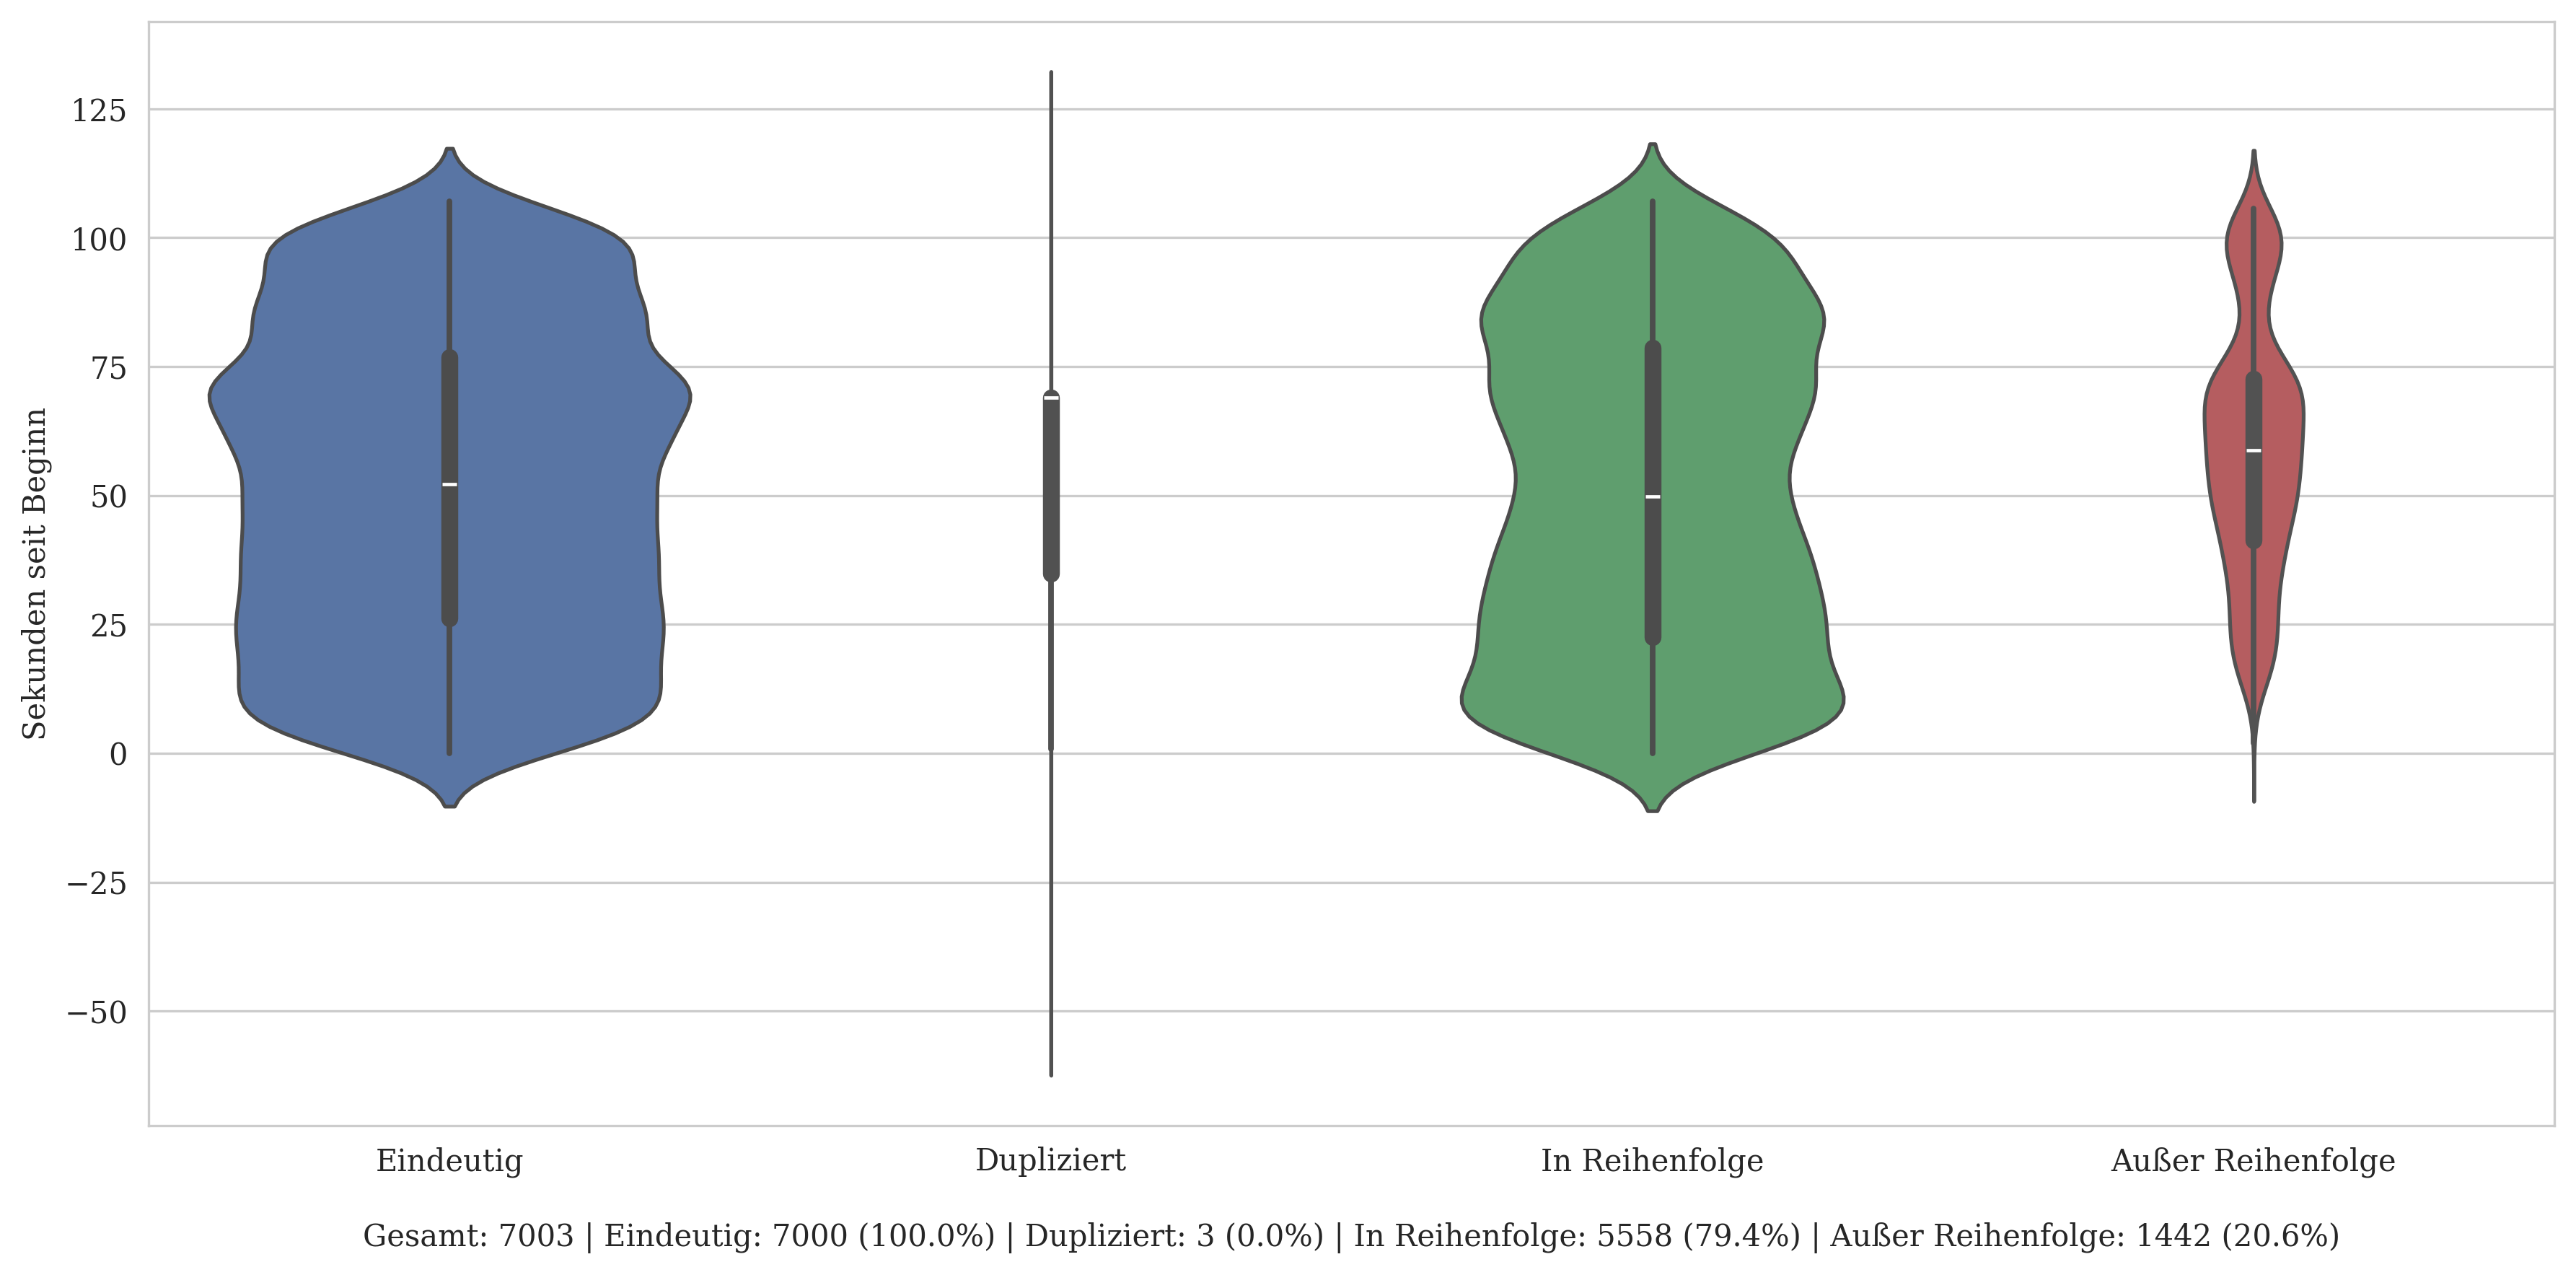 Sekunden seit Beginn
125
100
75
50
25
0
−25
−50
Eindeutig
Dupliziert
In Reihenfolge
Außer Reihenfolge
Gesamt: 7003 | Eindeutig: 7000 (100.0%) | Dupliziert: 3 (0.0%) | In Reihenfolge: 5558 (79.4%) | Außer Reihenfolge: 1442 (20.6%)